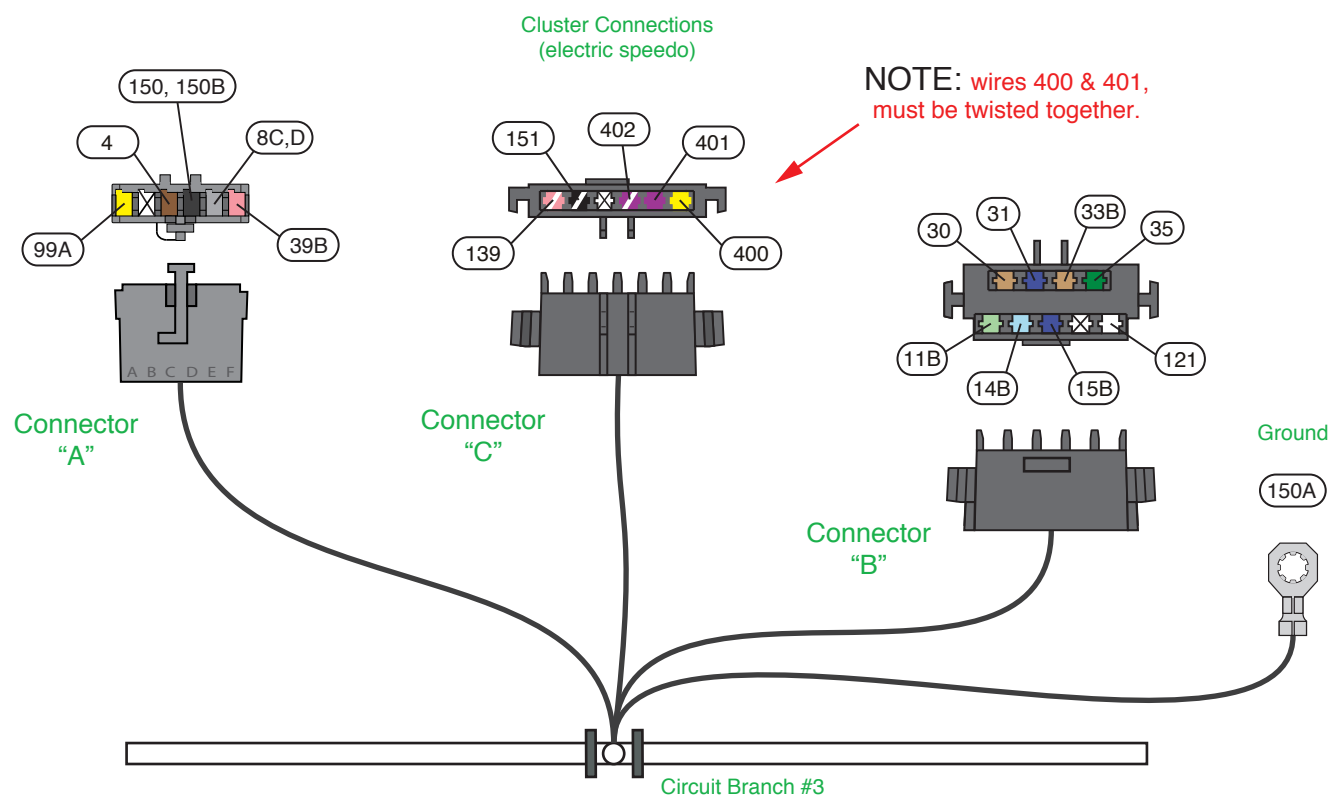 Cluster Connections
(electric speedo)
NOTE: wires 400 & 401,
must be twisted together.
150, 150B
4
8C,D
99A
39B
151
402
401
139
400
30
31
33B
35
11B
14B
15B
121
A B C D E F
Connector
“A”
Connector
“C”
Connector
“B”
Ground
150A
Circuit Branch #3